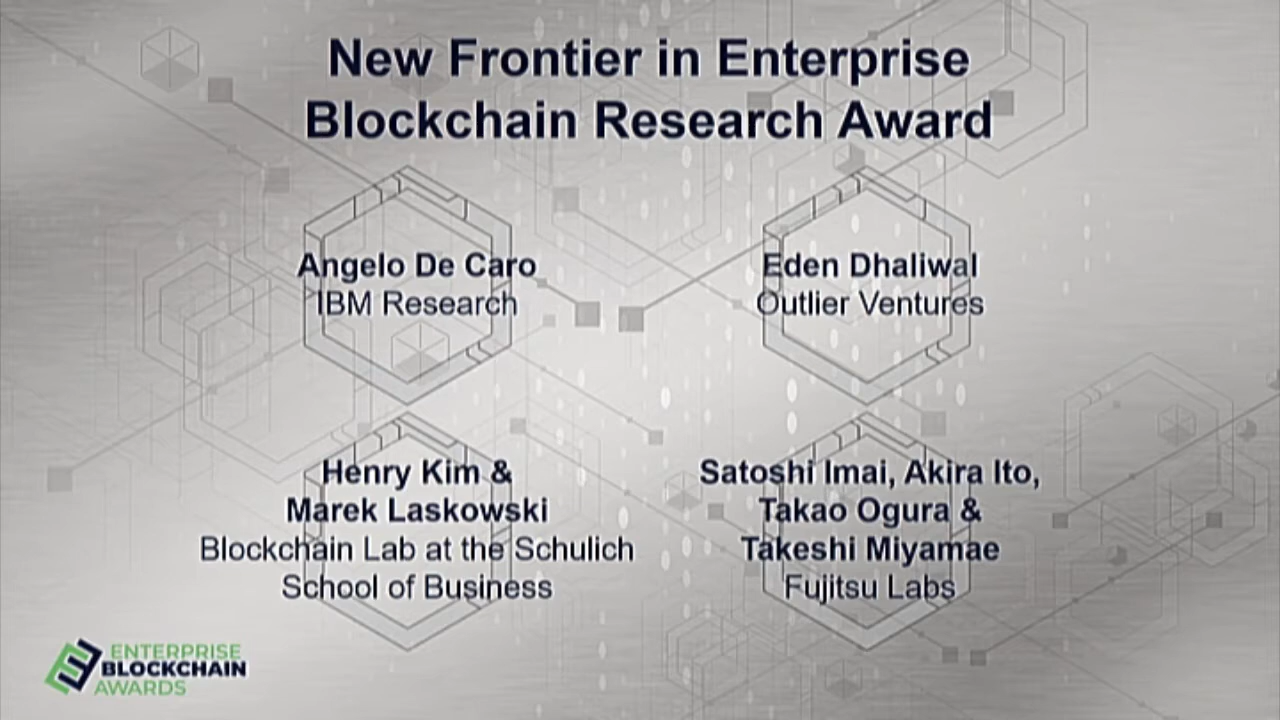 New Frontier in Enterprise
Blockchain Research Award
Angelo De Caro
IBM Research
Eden Dhaliwal
Outlier Ventures
Henry Kim &
Marek Laskowski
Blockchain Lab at the Schulich
School of Business
Satoshi Imai, Akira Ito,
Takao Ogura &
Takeshi Miyamae
Fujitsu Labs
ENTERPRISE
BLOCKCHAIN
AWARDS